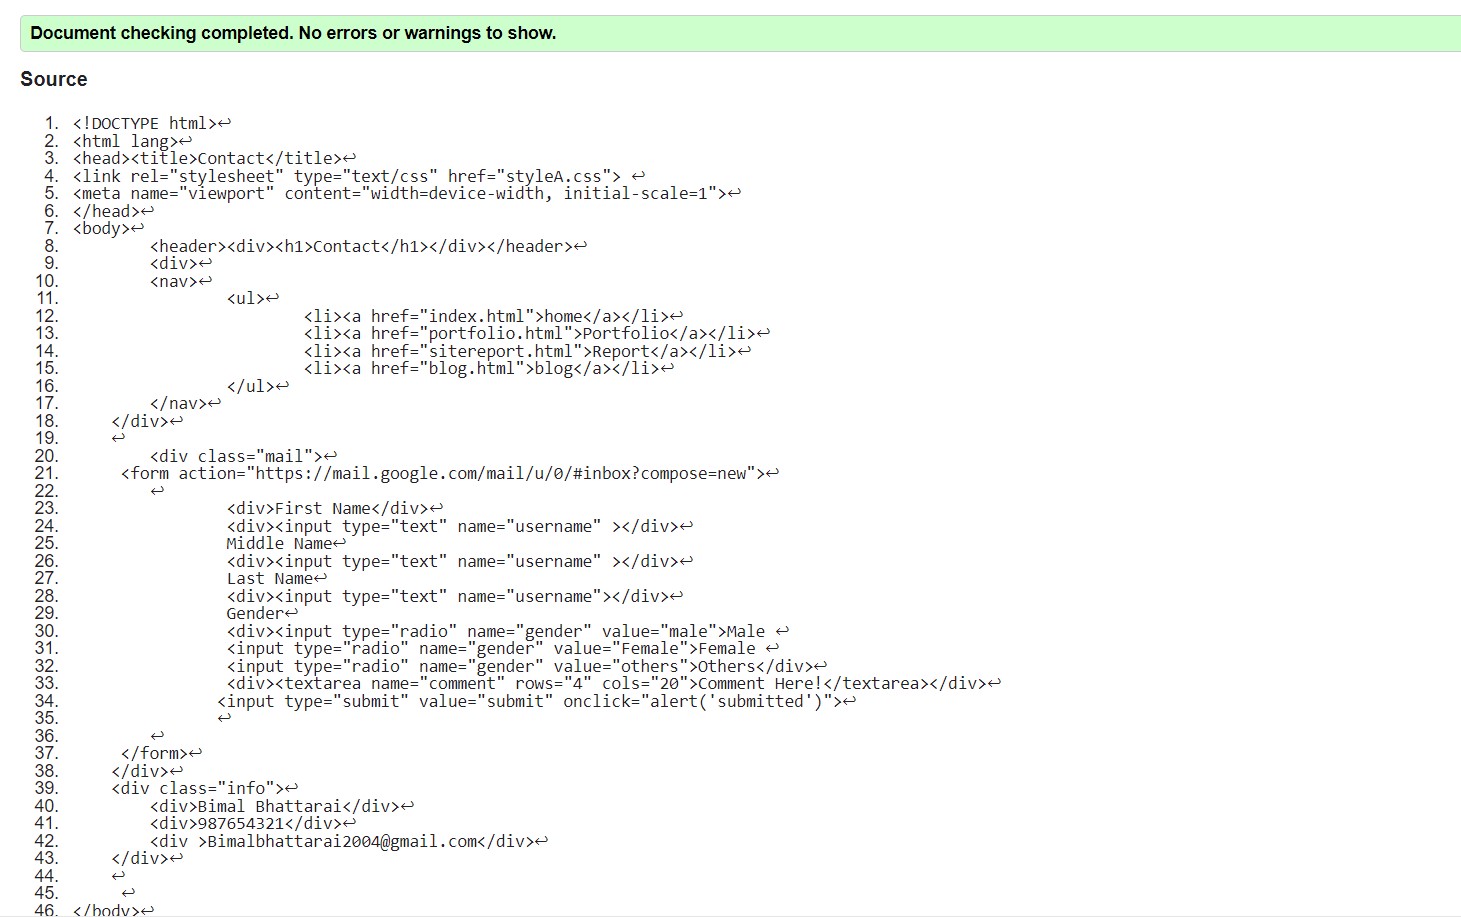 Document checking completed. No errors or warnings to show.
Source
1. <!DOCTYPE html>↩
2. <html lang>↩
3. <head><title>Contact</title>↩
4. <link rel="stylesheet" type="text/css" href="styleA.css"> ↩
5. <meta name="viewport" content="width=device-width, initial-scale=1">↩
6. </head>↩
7. <body>↩
8.         <header><div><h1>Contact</h1></div></header>↩
9.         <div>↩
10.         <nav>↩
11.                 <ul>↩
12.                         <li><a href="index.html">home</a></li>↩
13.                         <li><a href="portfolio.html">Portfolio</a></li>↩
14.                         <li><a href="sitereport.html">Report</a></li>↩
15.                         <li><a href="blog.html">blog</a></li>↩
16.                 </ul>↩
17.         </nav>↩
18.     </div>↩
19.     ↩
20.         <div class="mail">↩
21.      <form action="https://mail.google.com/mail/u/0/#inbox?compose=new">↩
22.         ↩
23.                 <div>First Name</div>↩
24.                 <div><input type="text" name="username" ></div>↩
25.                 Middle Name↩
26.                 <div><input type="text" name="username" ></div>↩
27.                 Last Name↩
28.                 <div><input type="text" name="username"></div>↩
29.                 Gender↩
30.                 <div><input type="radio" name="gender" value="male">Male ↩
31.                 <input type="radio" name="gender" value="Female">Female ↩
32.                 <input type="radio" name="gender" value="others">Others</div>↩
33.                 <div><textarea name="comment" rows="4" cols="20">Comment Here!</textarea></div>↩
34.                <input type="submit" value="submit" onclick="alert('submitted')">↩
35.                ↩
36.         ↩
37.      </form>↩
38.     </div>↩
39.     <div class="info">↩
40.         <div>Bimal Bhattarai</div>↩
41.         <div>987654321</div>↩
42.         <div >Bimalbhattarai2004@gmail.com</div>↩
43.     </div>↩
44.     ↩
45.      ↩
46. </body>↩